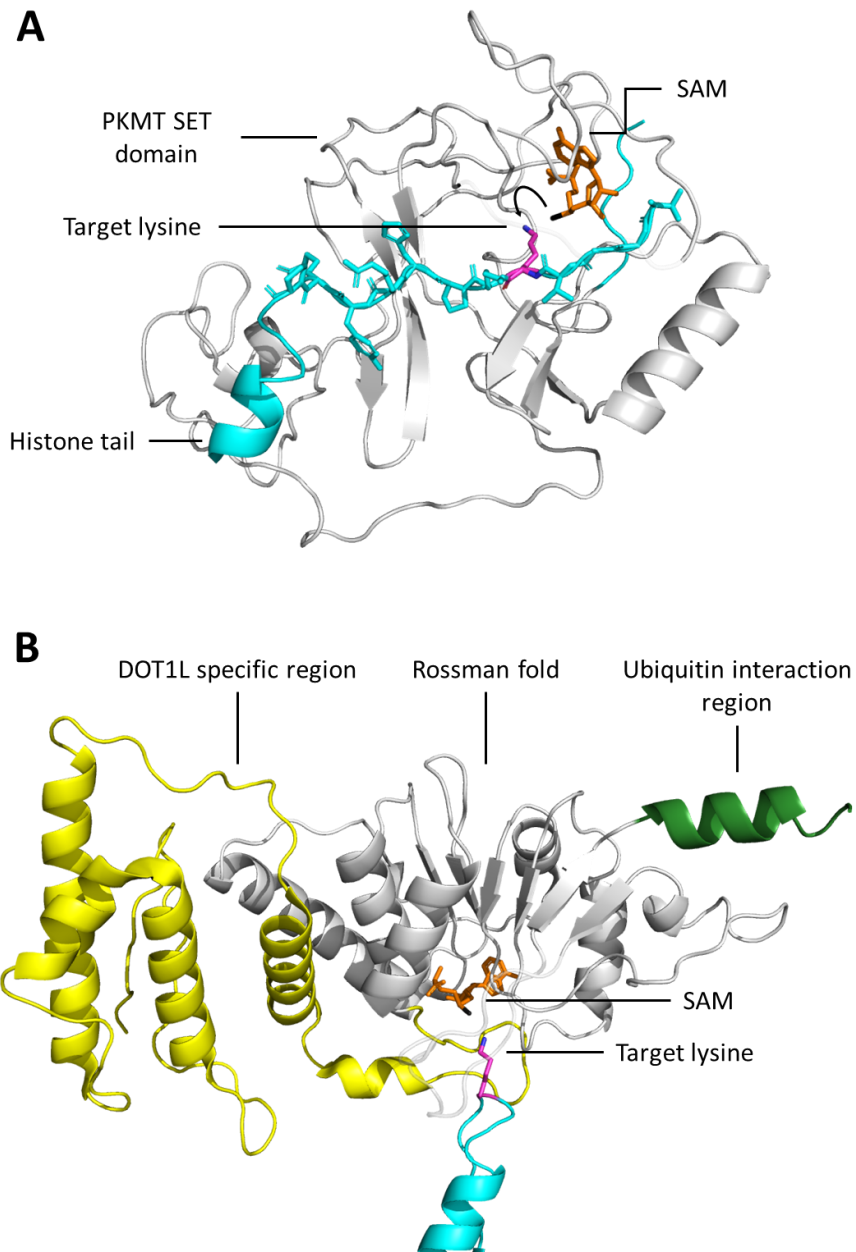 A
SAM
PKMT SET
domain
Target lysine
Histone tail
B
DOT1L specific region
Rossman fold
Ubiquitin interaction
region
SAM
Target lysine